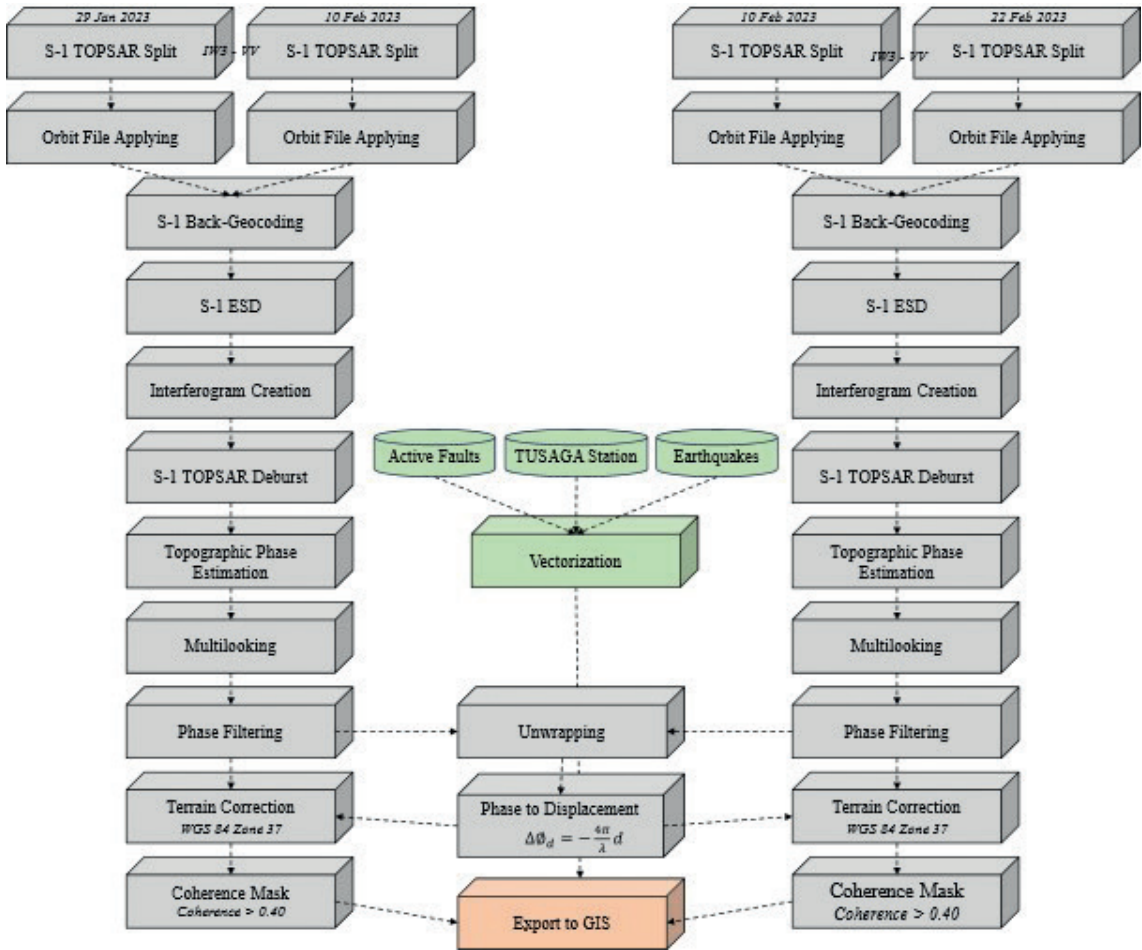 29 Jan 2023
10 Feb 2023
10 Feb 2023
22 Feb 2023
S-1 TOPSAR Split
IW3 - VV
S-1 TOPSAR Split
S-1 TOPSAR Split
IW3 - VV
S-1 TOPSAR Split
Orbit File Applying
Orbit File Applying
Orbit File Applying
Orbit File Applying
S-1 Back-Geocoding
S-1 Back-Geocoding
S-1 ESD
S-1 ESD
Interferogram Creation
Interferogram Creation
Active Faults
TUSAGA Station
Earthquakes
S-1 TOPSAR Deburst
S-1 TOPSAR Deburst
Topographic Phase
Estimation
Vectorization
Topographic Phase
Estimation
Multilooking
Multilooking
Phase Filtering
Unwrapping
Phase Filtering
Terrain Correction
WGS 84 Zone 37
Phase to Displacement
Δ∅d = −4π/λ d
Terrain Correction
WGS 84 Zone 37
Coherence Mask
Coherence > 0.40
Export to GIS
Coherence Mask
Coherence > 0.40